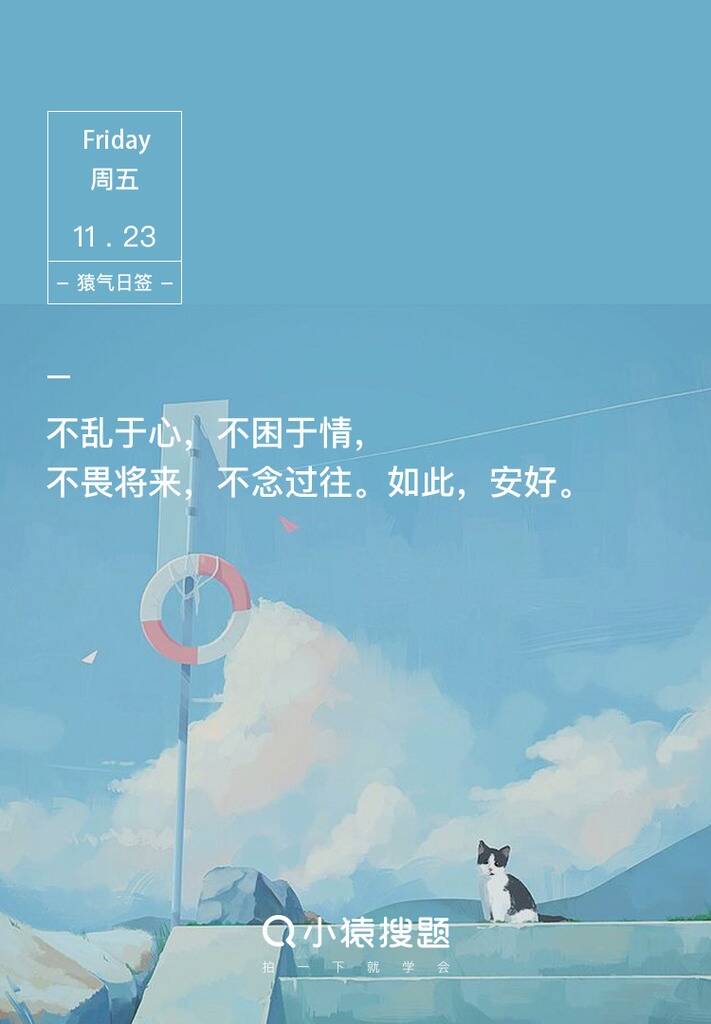 Friday
周五
11 . 23
– 猿气日签 –
不乱于心，不困于情，
不畏将来，不念过往。如此，安好。
小猿搜题
拍一下就学会